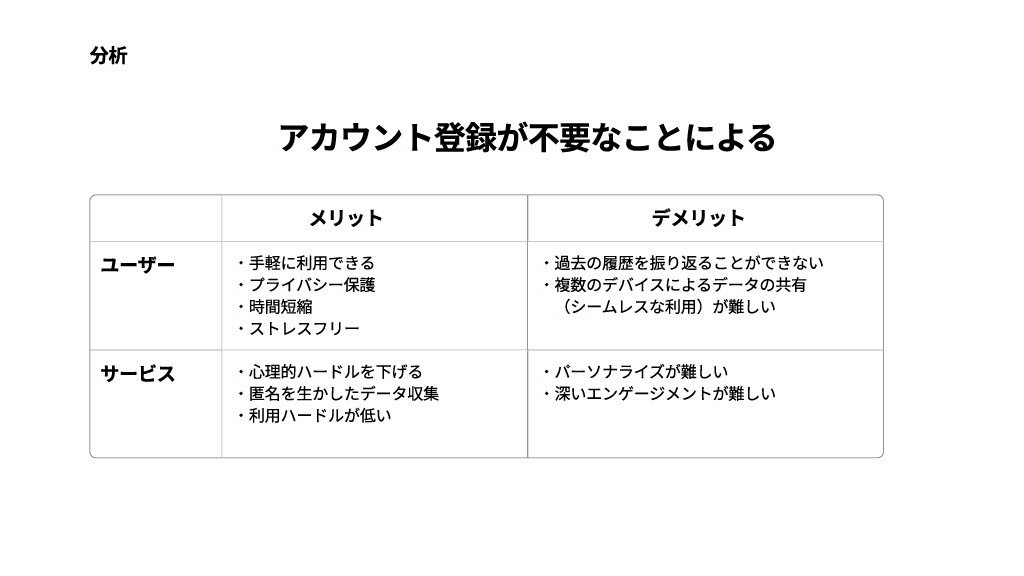 分析
アカウント登録が不要なことによる
メリット
デメリット
ユーザー
・手軽に利用できる
・プライバシー保護
・時間短縮
・ストレスフリー
・過去の履歴を振り返ることができない
・複数のデバイスによるデータの共有
（シームレスな利用）が難しい
サービス
・心理的ハードルを下げる
・匿名を生かしたデータ収集
・利用ハードルが低い
・パーソナライズが難しい
・深いエンゲージメントが難しい